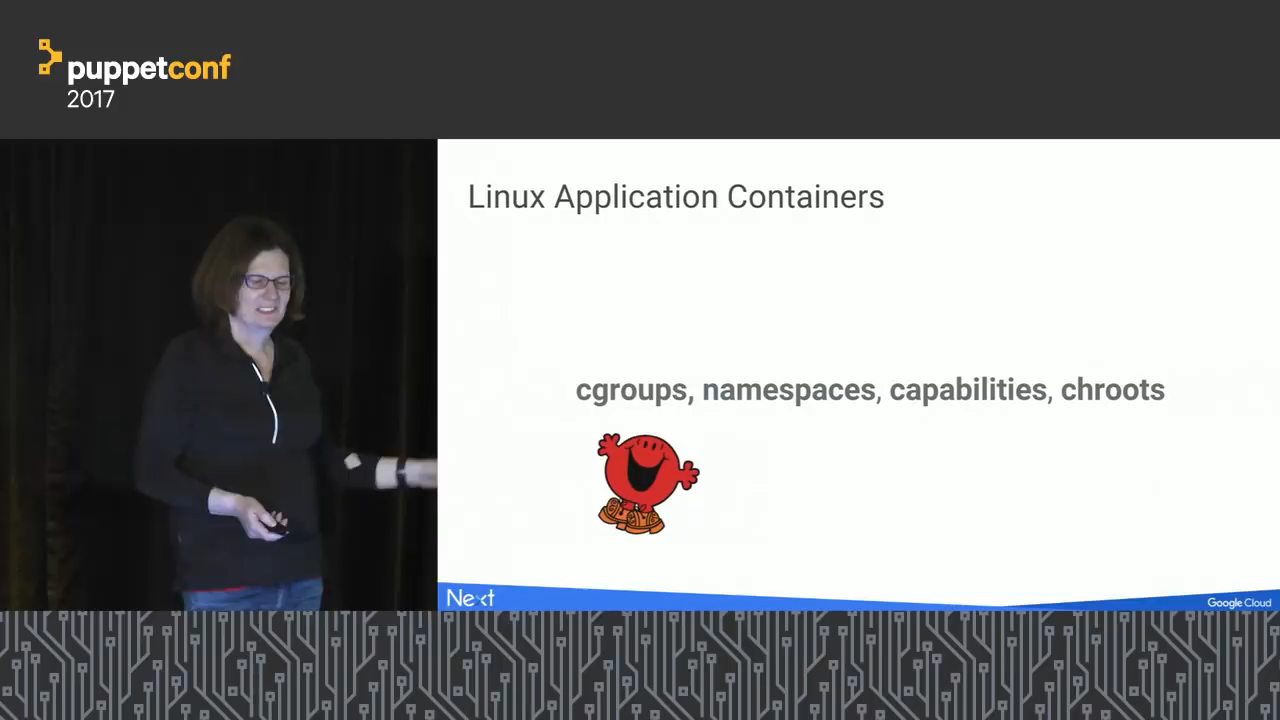 puppetconf
2017
Linux Application Containers
cgroups, namespaces, capabilities, chroots
Next
Google Cloud